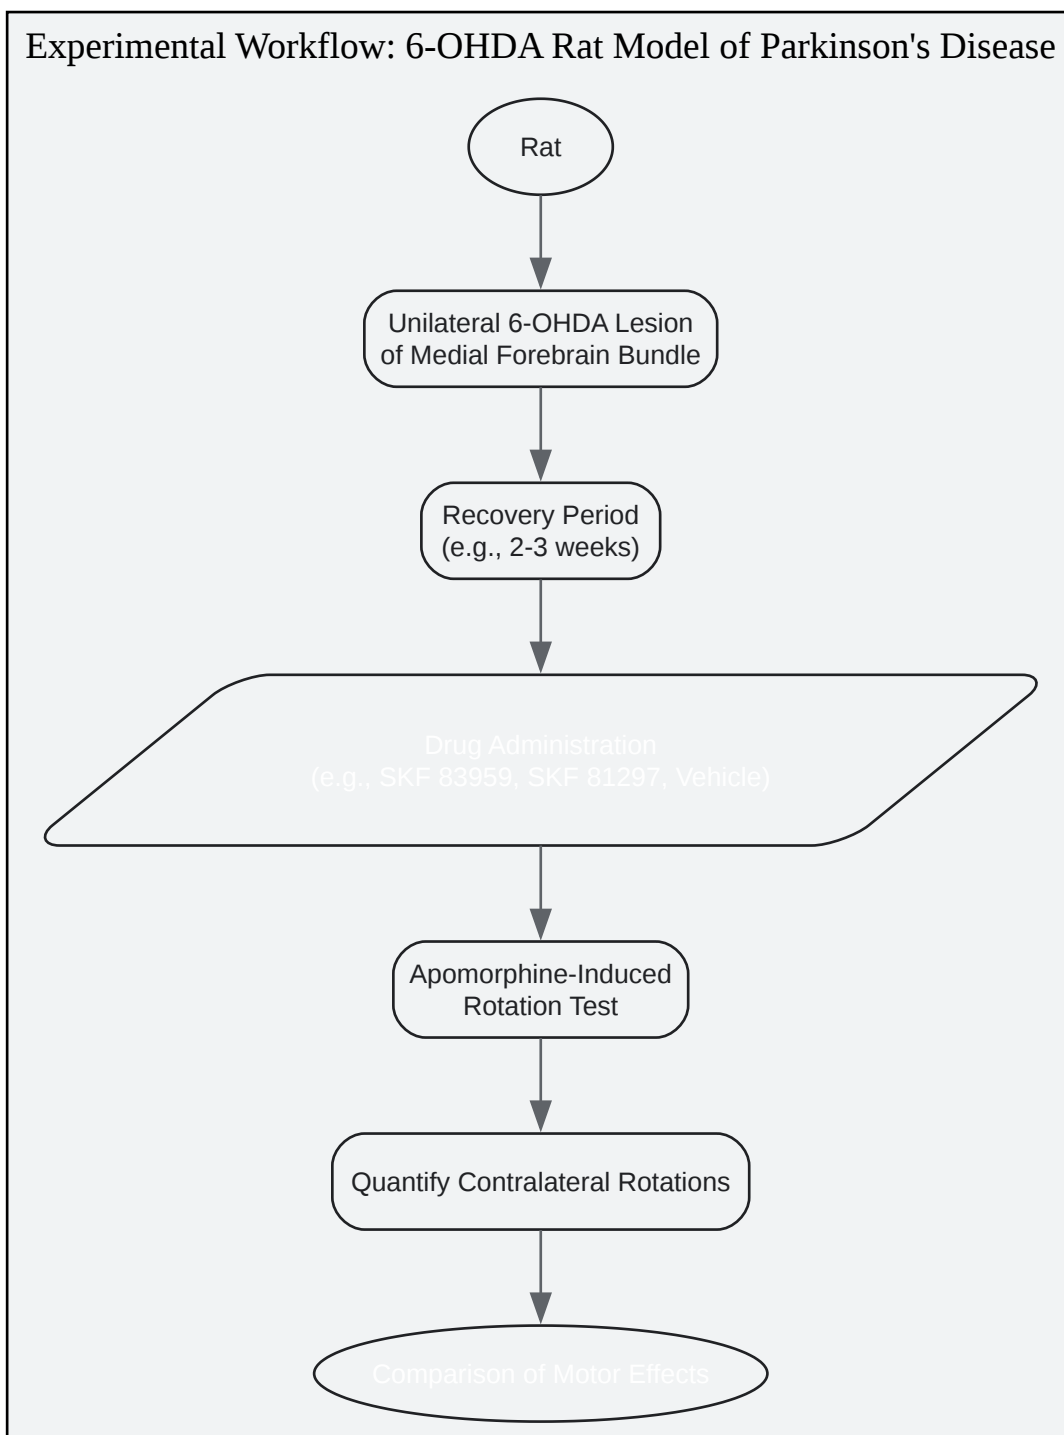 Experimental Workflow: 6-OHDA Rat Model of Parkinson's Disease
Rat
Unilateral 6-OHDA Lesion
of Medial Forebrain Bundle
Recovery Period
(e.g., 2-3 weeks)
Drug Administration
(e.g., SKF 83959, SKF 81297, Vehicle)
Apomorphine-Induced
Rotation Test
Quantify Contralateral Rotations
Comparison of Motor Effects